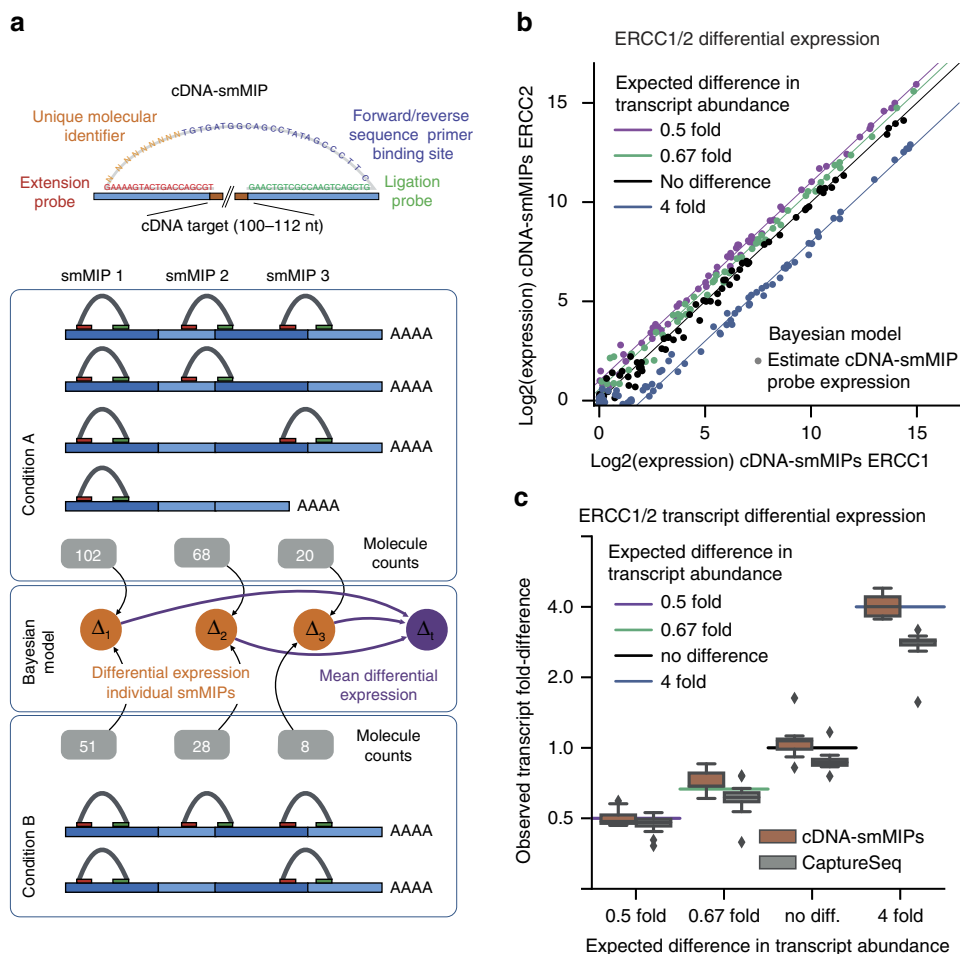 a
cDNA-smMIP
Unique molecular
identifier
NNNNNNNNTGTGATGGCAGCCTATAGCCCTTC
Forward/reverse
sequence primer
binding site
Extension
probe
GAAAAGTACTGACCAGCGT
GAACTGTCGCCAAGTCAGCTG
Ligation
probe
cDNA target (100–112 nt)
smMIP 1 smMIP 2 smMIP 3
Condition A
AAAA
AAAA
AAAA
AAAA
102 68 20
Molecule
counts
Bayesian
model
Δ1 Δ2 Δ3 Δt
Differential expression
individual smMIPs
Mean differential
expression
51 28 8
Molecule
counts
Condition B
AAAA
AAAA
b
ERCC1/2 differential expression
Expected difference in
transcript abundance
0.5 fold
0.67 fold
No difference
4 fold
Bayesian model
Estimate cDNA-smMIP
probe expression
Log2(expression) cDNA-smMIPs ERCC2
15
10
5
0
0 5 10 15
Log2(expression) cDNA-smMIPs ERCC1
c
ERCC1/2 transcript differential expression
Expected difference in
transcript abundance
0.5 fold
0.67 fold
no difference
4 fold
Observed transcript fold-difference
4.0
2.0
1.0
0.5
cDNA-smMIPs
CaptureSeq
0.5 fold 0.67 fold no diff. 4 fold
Expected difference in transcript abundance